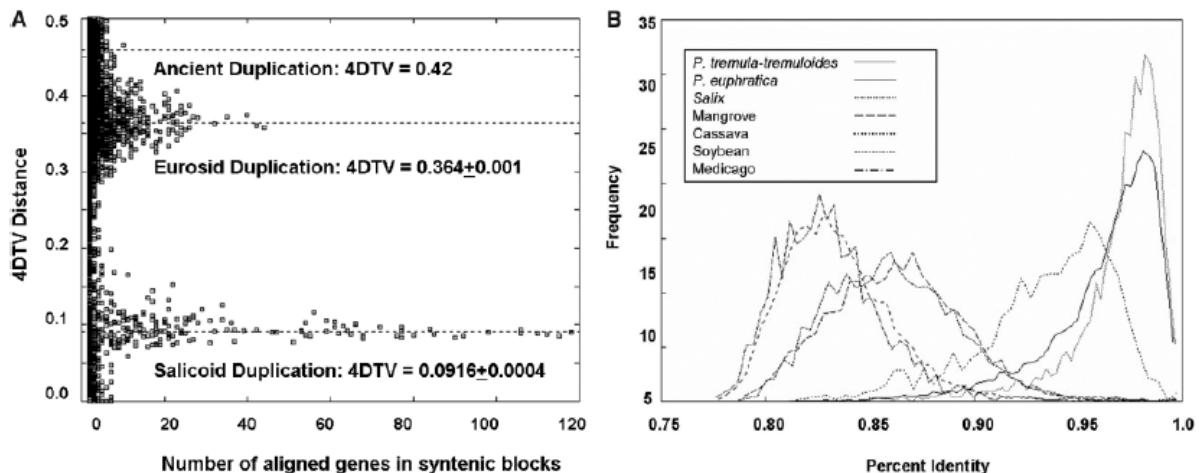 A
0.5
Ancient Duplication: 4DTV = 0.42
0.4
Eurosid Duplication: 4DTV = 0.364+0.001
0.3
4DTV Distance
0.2
0.1
Salicoid Duplication: 4DTV = 0.0916+0.0004
0.0
0 20 40 60 80 100 120
Number of aligned genes in syntenic blocks
B
35
30
25
20
15
10
5
Frequency
P. tremula-tremuloides
P. euphratica
Salix
Mangrove
Cassava
Soybean
Medicago
0.75 0.80 0.85 0.90 0.95 1.0
Percent Identity